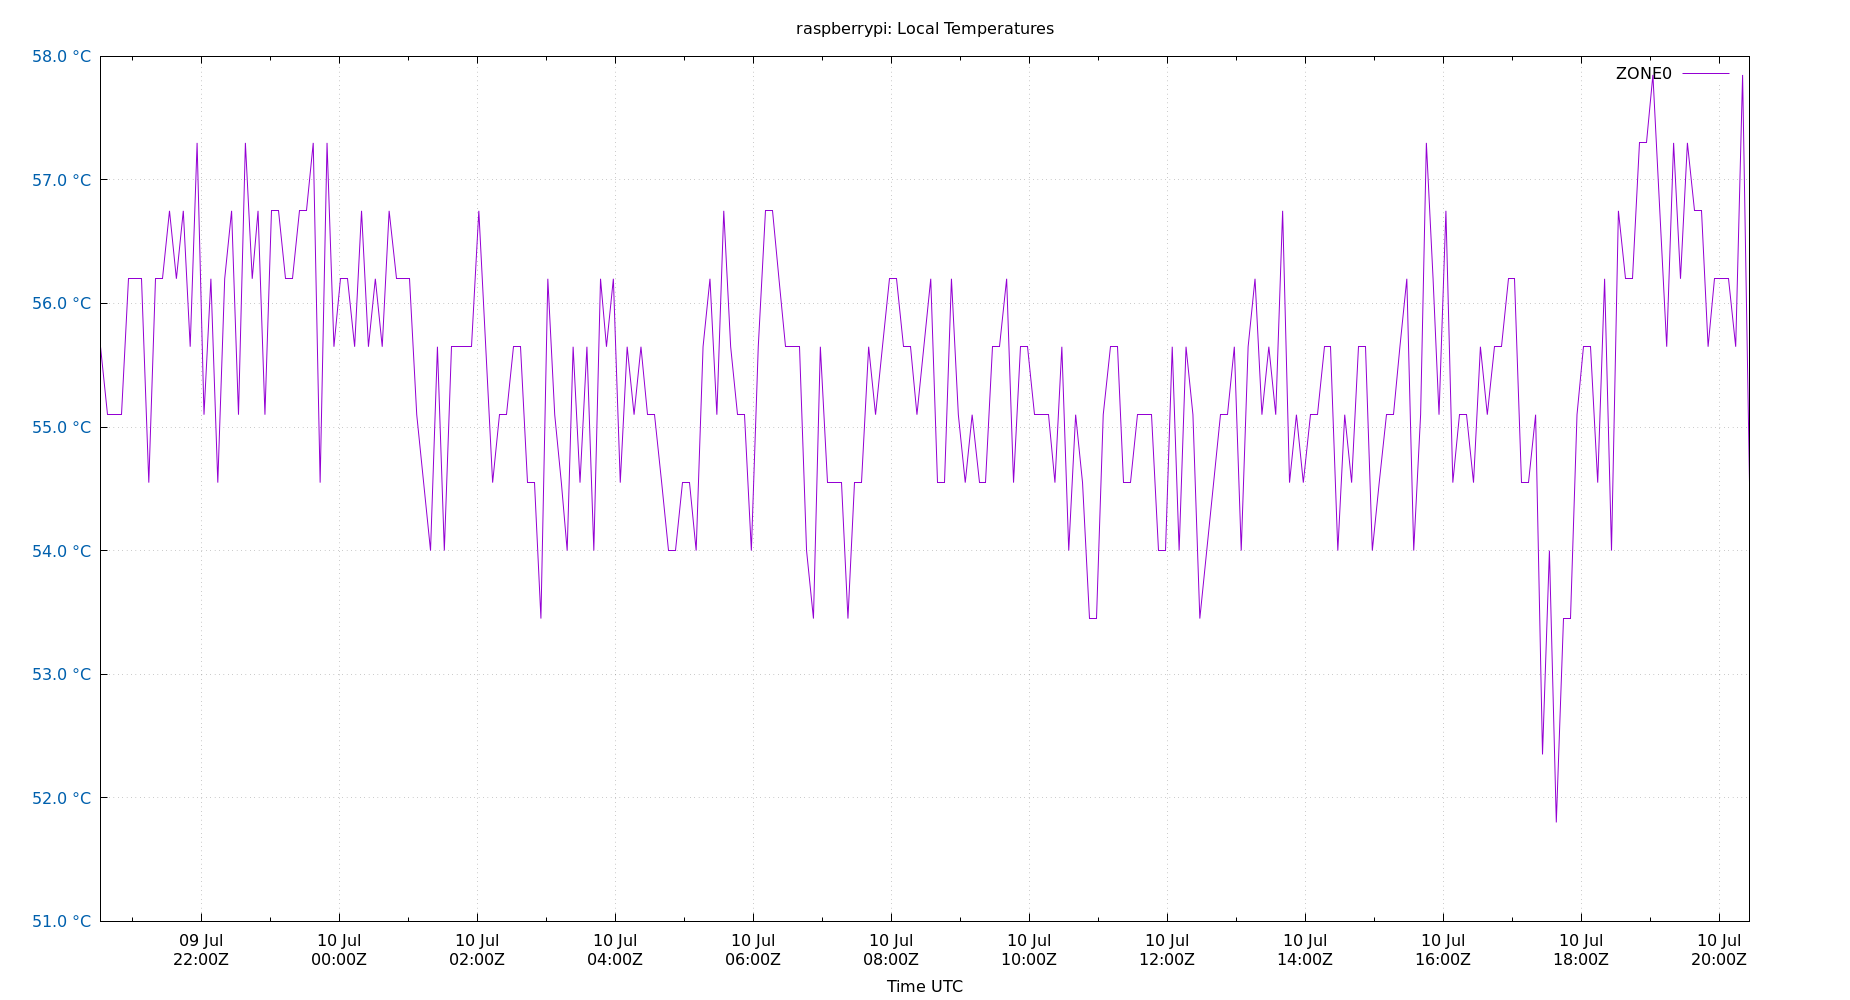 raspberrypi: Local Temperatures
58.0 °C
ZONE0
57.0 °C
56.0 °C
55.0 °C
54.0 °C
53.0 °C
52.0 °C
51.0 °C
09 Jul 10 Jul 10 Jul 10 Jul 10 Jul 10 Jul 10 Jul 10 Jul 10 Jul 10 Jul 10 Jul 10 Jul
22:00Z 00:00Z 02:00Z 04:00Z 06:00Z 08:00Z 10:00Z 12:00Z 14:00Z 16:00Z 18:00Z 20:00Z
Time UTC